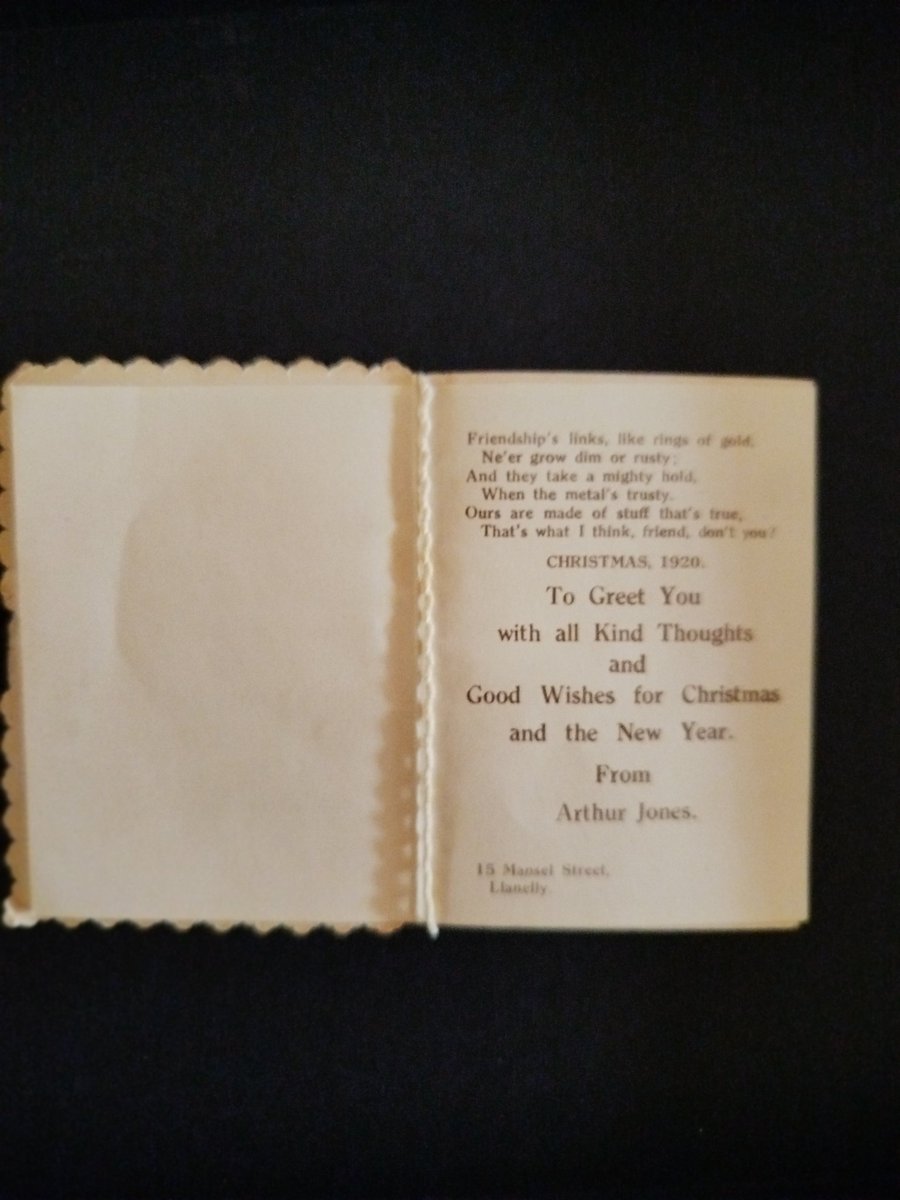 Friendship's links, like rings of gold,
Ne'er grow dim or rusty;
And they take a mighty hold,
When the metal's trusty.
Ours are made of stuff that's true,
That's what I think, friend, don't you?
CHRISTMAS, 1920.
To Greet You
with all Kind Thoughts
and
Good Wishes for Christmas
and the New Year.
From
Arthur Jones.
15 Mansel Street,
Llanelly.